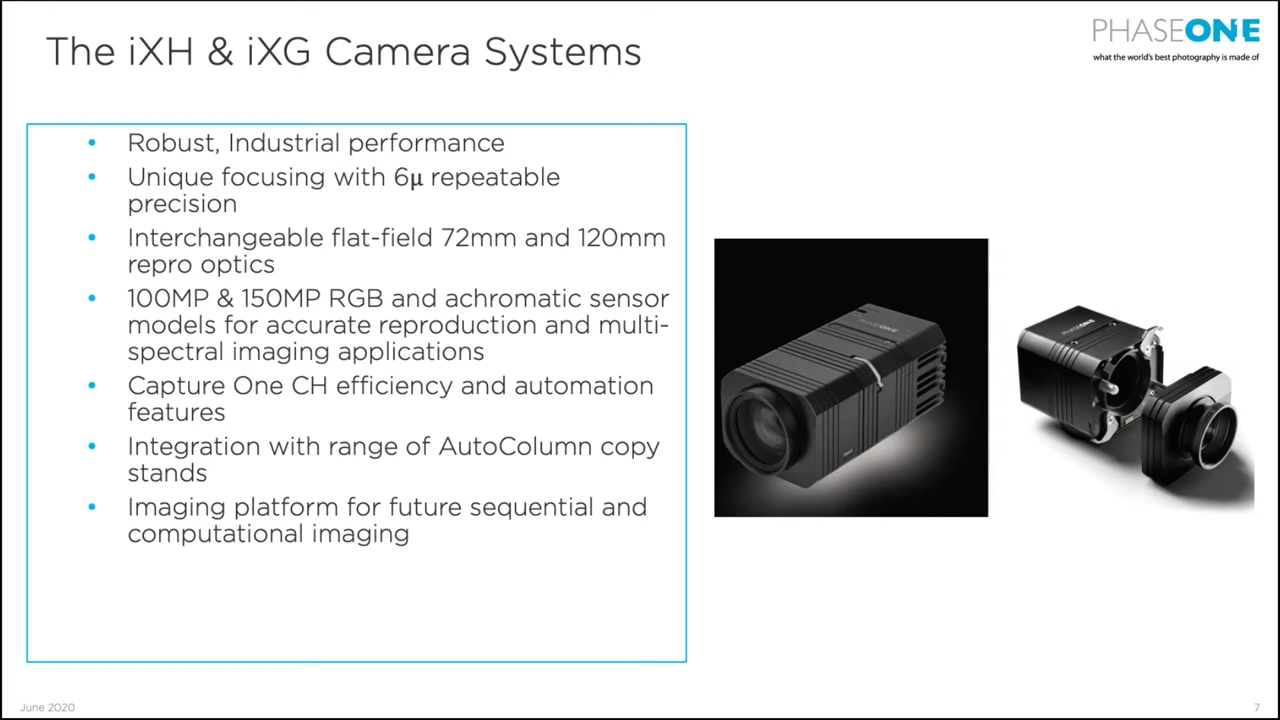 The iXH & iXG Camera Systems
PHASEONE
what the world's best photography is made of
• Robust, Industrial performance
• Unique focusing with 6μ repeatable
precision
• Interchangeable flat-field 72mm and 120mm
repro optics
• 100MP & 150MP RGB and achromatic sensor
models for accurate reproduction and multi-
spectral imaging applications
• Capture One CH efficiency and automation
features
• Integration with range of AutoColumn copy
stands
• Imaging platform for future sequential and
computational imaging
PHASEONE
PHASEONE
June 2020
7